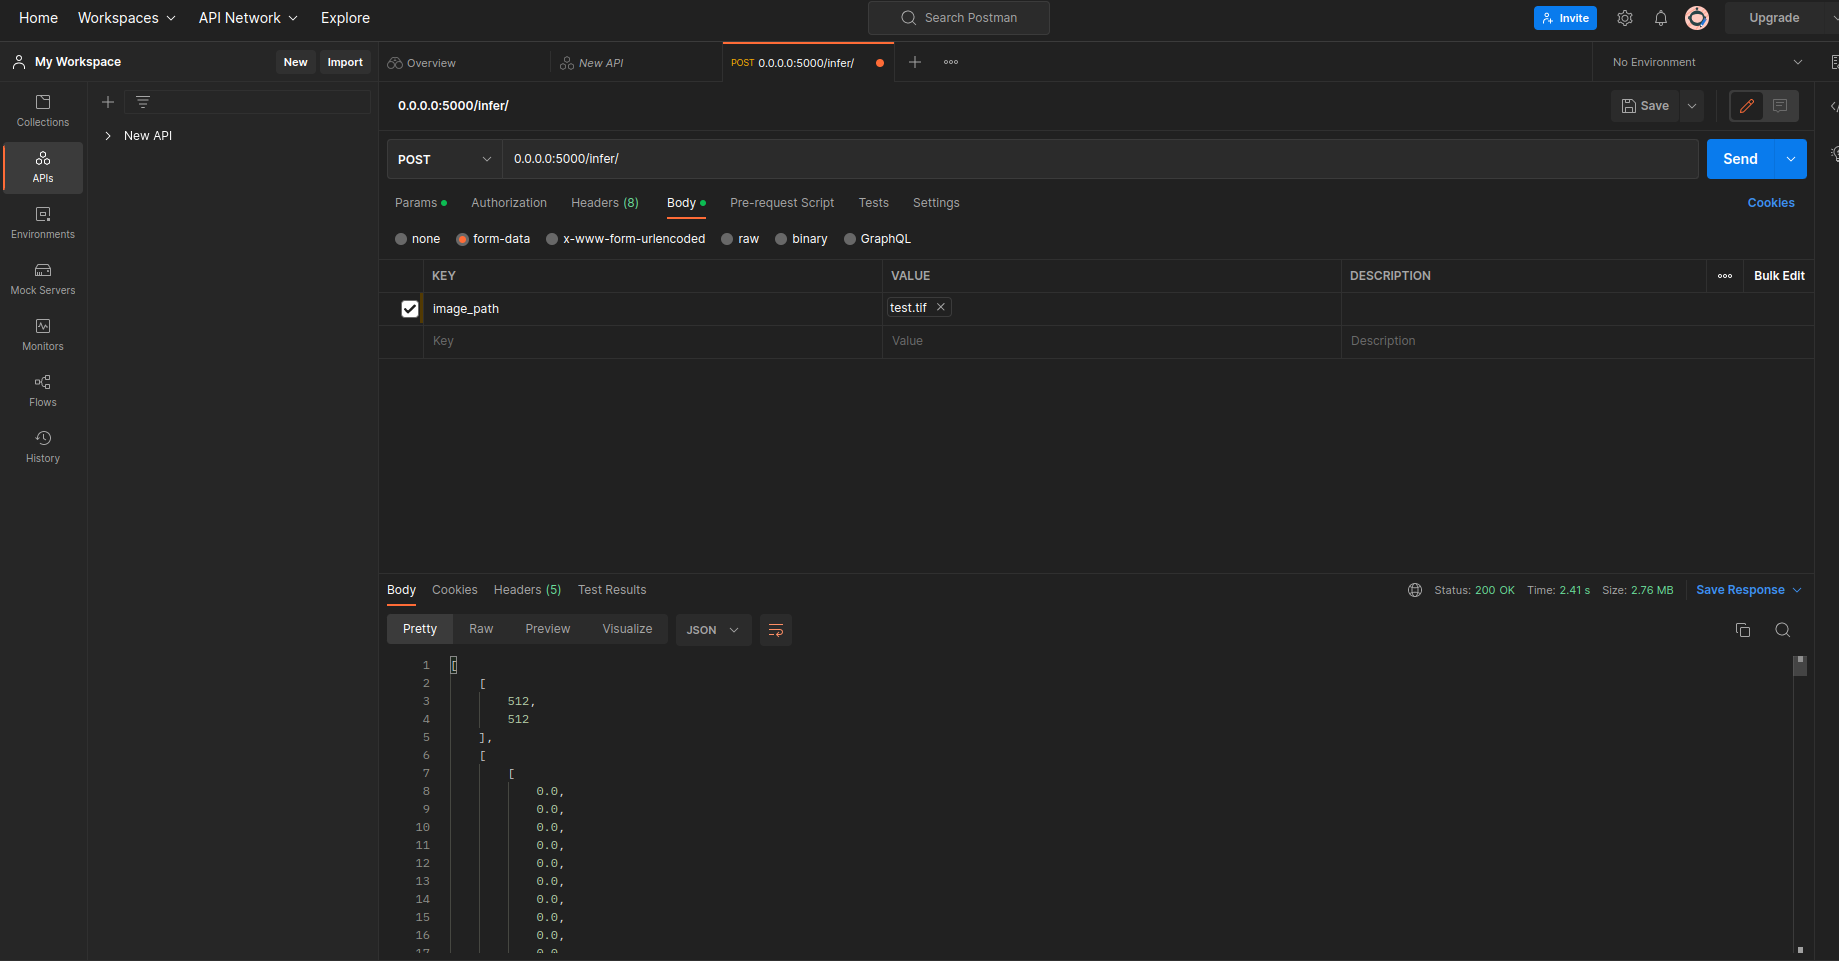 Home Workspaces API Network Explore Search Postman Invite Upgrade
My Workspace New Import Overview New API POST 0.0.0.0:5000/infer/ No Environment
Collections
APIs
Environments
Mock Servers
Monitors
Flows
History
New API
0.0.0.0:5000/infer/ Save
POST 0.0.0.0:5000/infer/ Send
Params Authorization Headers (8) Body Pre-request Script Tests Settings Cookies
none form-data x-www-form-urlencoded raw binary GraphQL
KEY VALUE DESCRIPTION Bulk Edit
image_path test.tif
Key Value Description
Body Cookies Headers (5) Test Results Status: 200 OK Time: 2.41 s Size: 2.76 MB Save Response
Pretty Raw Preview Visualize JSON
1 [
2 [
3 512,
4 512
5 ],
6 [
7 [
8 0.0,
9 0.0,
10 0.0,
11 0.0,
12 0.0,
13 0.0,
14 0.0,
15 0.0,
16 0.0,